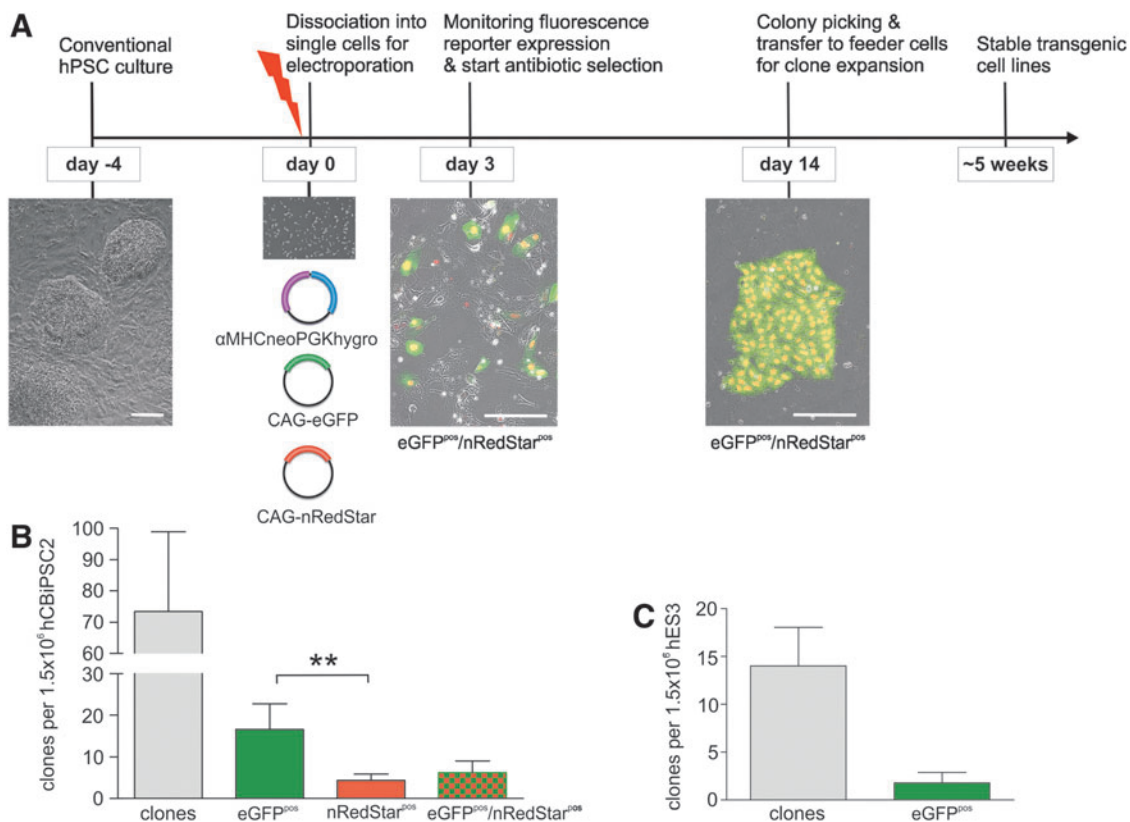 A
Conventional
hPSC culture
Dissociation into
single cells for
electroporation
Monitoring fluorescence
reporter expression
& start antibiotic selection
Colony picking &
transfer to feeder cells
for clone expansion
Stable transgenic
cell lines
day -4
day 0
day 3
day 14
~5 weeks
αMHCneoPGKhygro
CAG-eGFP
CAG-nRedStar
eGFPᵖᵒˢ/nRedStarᵖᵒˢ
eGFPᵖᵒˢ/nRedStarᵖᵒˢ
B
clones per 1.5x10⁶ hCBiPSC2
100
90
80
70
60
30
20
10
0
**
clones
eGFPᵖᵒˢ
nRedStarᵖᵒˢ
eGFPᵖᵒˢ/nRedStarᵖᵒˢ
C
clones per 1.5x10⁶ hES3
20
15
10
5
0
clones
eGFPᵖᵒˢ